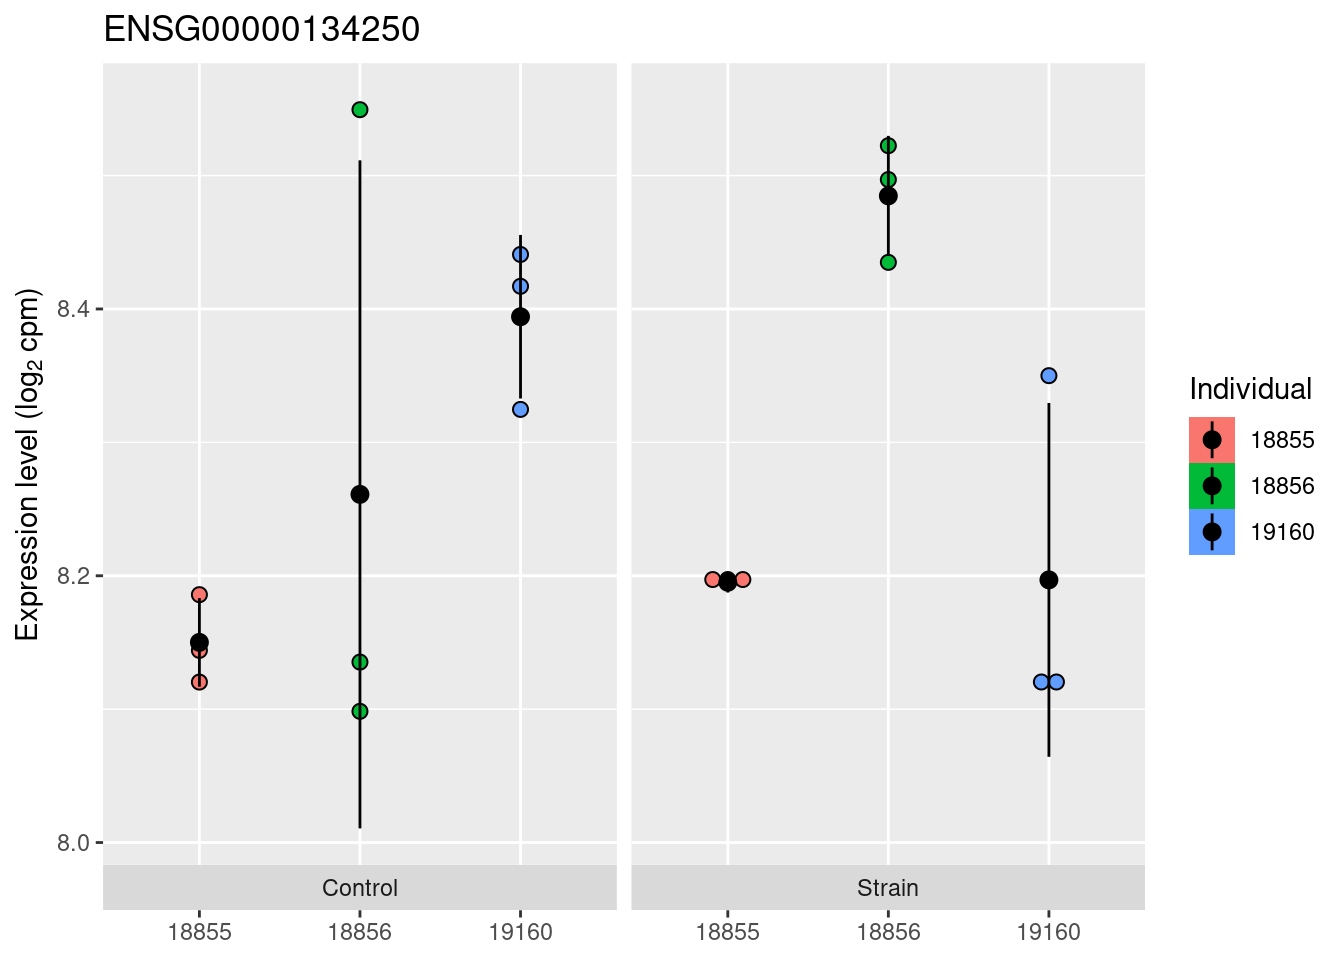 ENSG00000134250
Expression level (log₂ cpm)
8.4
8.2
8.0
Control
Strain
18855
18856
19160
18855
18856
19160
Individual
18855
18856
19160